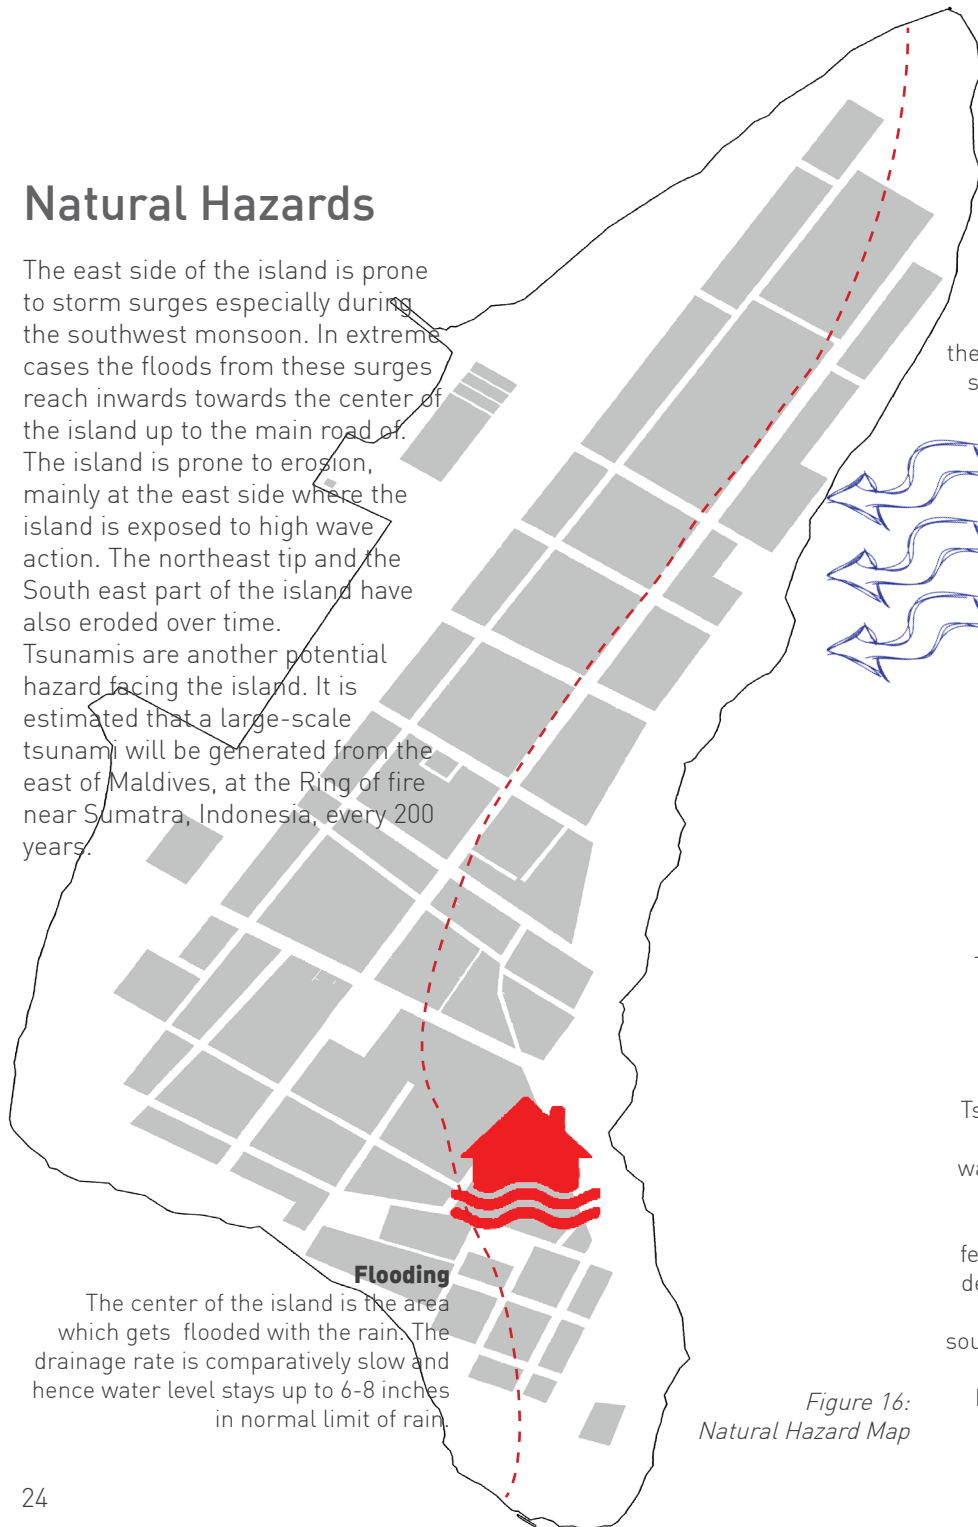 Natural Hazards
The east side of the island is prone
to storm surges especially during
the southwest monsoon. In extreme
cases the floods from these surges
reach inwards towards the center of
the island up to the main road of.
The island is prone to erosion,
mainly at the east side where the
island is exposed to high wave
action. The northeast tip and the
South east part of the island have
also eroded over time.
Tsunamis are another potential
hazard facing the island. It is
estimated that a large-scale
tsunami will be generated from the
east of Maldives, at the Ring of fire
near Sumatra, Indonesia, every 200
years.
the
Flooding
The center of the island is the area
which gets flooded with the rain. The
drainage rate is comparatively slow and
hence water level stays up to 6-8 inches
in normal limit of rain.
Figure 16:
Natural Hazard Map
24